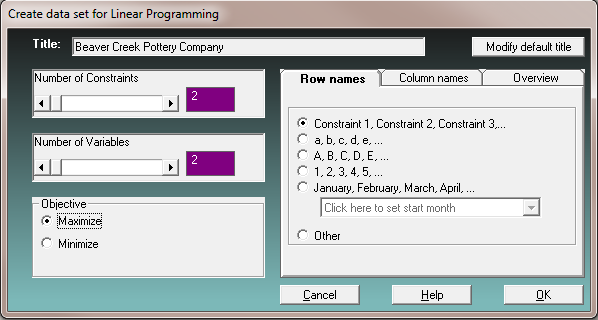 Create data set for Linear Programming
Title: Beaver Creek Pottery Company
Modify default title
Number of Constraints
2
Number of Variables
2
Objective
Maximize
Minimize
Row names
Column names
Overview
Constraint 1, Constraint 2, Constraint 3,...
a, b, c, d, e, ...
A, B, C, D, E, ...
1, 2, 3, 4, 5, ...
January, February, March, April, ...
Click here to set start month
Other
Cancel
Help
OK